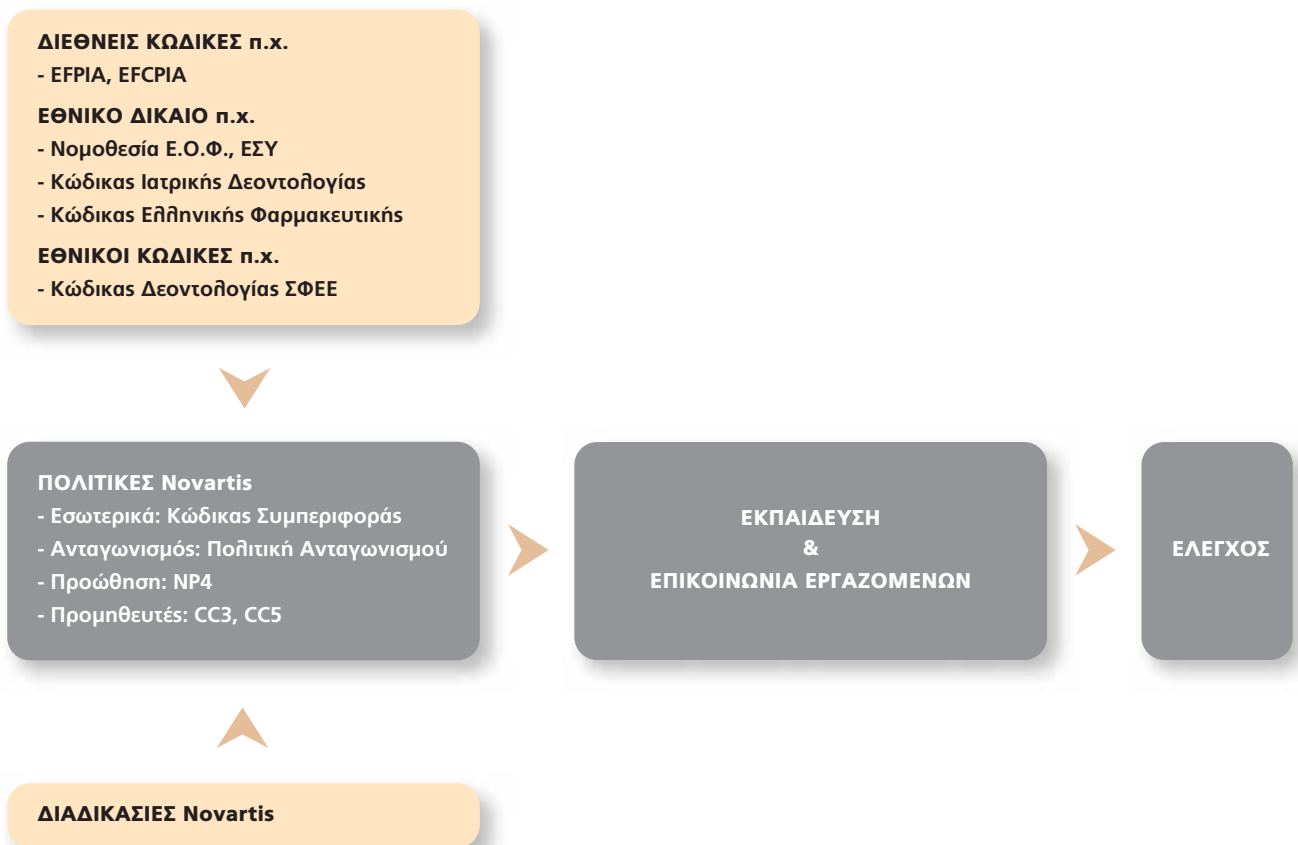 ΔΙΕΘΝΕΙΣ ΚΩΔΙΚΕΣ π.χ.
- EFPIA, EFCPIA
ΕΘΝΙΚΟ ΔΙΚΑΙΟ π.χ.
- Νομοθεσία Ε.Ο.Φ., ΕΣΥ
- Κώδικας Ιατρικής Δεοντολογίας
- Κώδικας Ελληνικής Φαρμακευτικής
ΕΘΝΙΚΟΙ ΚΩΔΙΚΕΣ π.χ.
- Κώδικας Δεοντολογίας ΣΦΕΕ
ΠΟΛΙΤΙΚΕΣ Novartis
- Εσωτερικά: Κώδικας Συμπεριφοράς
- Ανταγωνισμός: Πολιτική Ανταγωνισμού
- Προώθηση: NP4
- Προμηθευτές: CC3, CC5
ΕΚΠΑΙΔΕΥΣΗ
&
ΕΠΙΚΟΙΝΩΝΙΑ ΕΡΓΑΖΟΜΕΝΩΝ
ΕΛΕΓΧΟΣ
ΔΙΑΔΙΚΑΣΙΕΣ Novartis